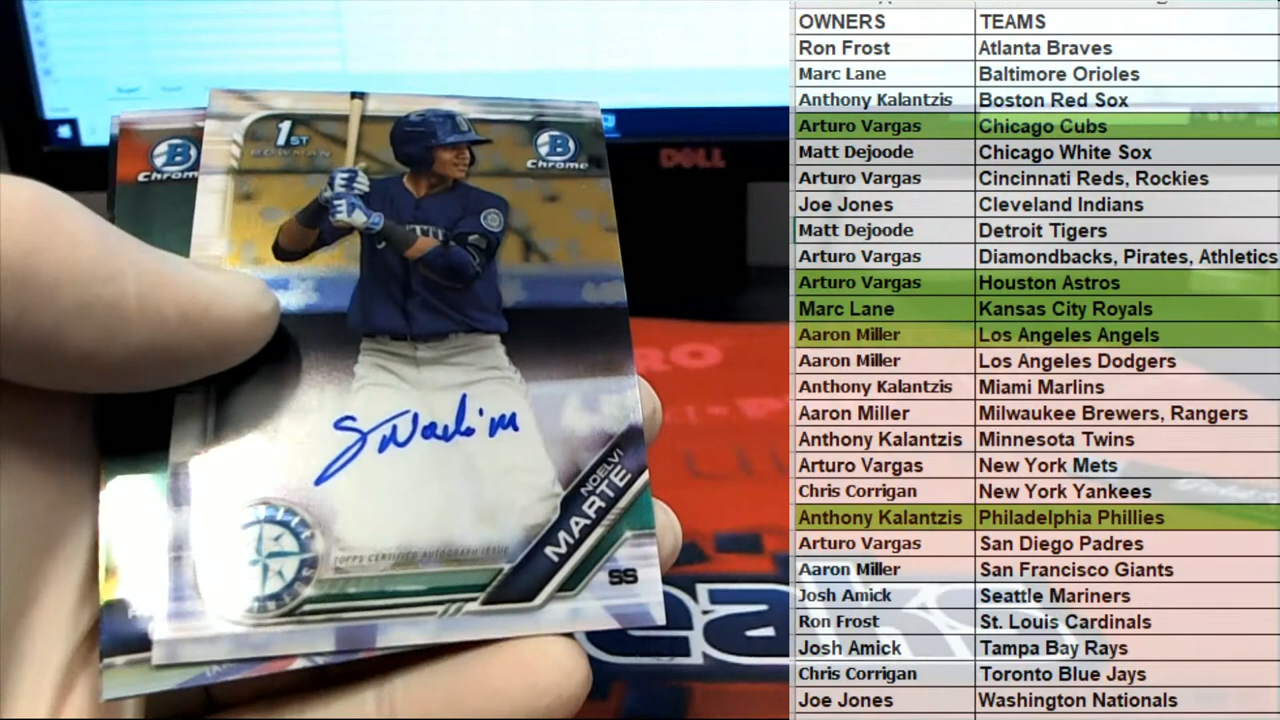 1ST
BOWMAN
B
Chrome
B
Chrom
DELL
NOELVI
MARTE
TOPPS CERTIFIED AUTOGRAPH ISSUE
SS
OWNERS TEAMS
Ron Frost Atlanta Braves
Marc Lane Baltimore Orioles
Anthony Kalantzis Boston Red Sox
Arturo Vargas Chicago Cubs
Matt Dejoode Chicago White Sox
Arturo Vargas Cincinnati Reds, Rockies
Joe Jones Cleveland Indians
Matt Dejoode Detroit Tigers
Arturo Vargas Diamondbacks, Pirates, Athletics
Arturo Vargas Houston Astros
Marc Lane Kansas City Royals
Aaron Miller Los Angeles Angels
Aaron Miller Los Angeles Dodgers
Anthony Kalantzis Miami Marlins
Aaron Miller Milwaukee Brewers, Rangers
Anthony Kalantzis Minnesota Twins
Arturo Vargas New York Mets
Chris Corrigan New York Yankees
Anthony Kalantzis Philadelphia Phillies
Arturo Vargas San Diego Padres
Aaron Miller San Francisco Giants
Josh Amick Seattle Mariners
Ron Frost St. Louis Cardinals
Josh Amick Tampa Bay Rays
Chris Corrigan Toronto Blue Jays
Joe Jones Washington Nationals